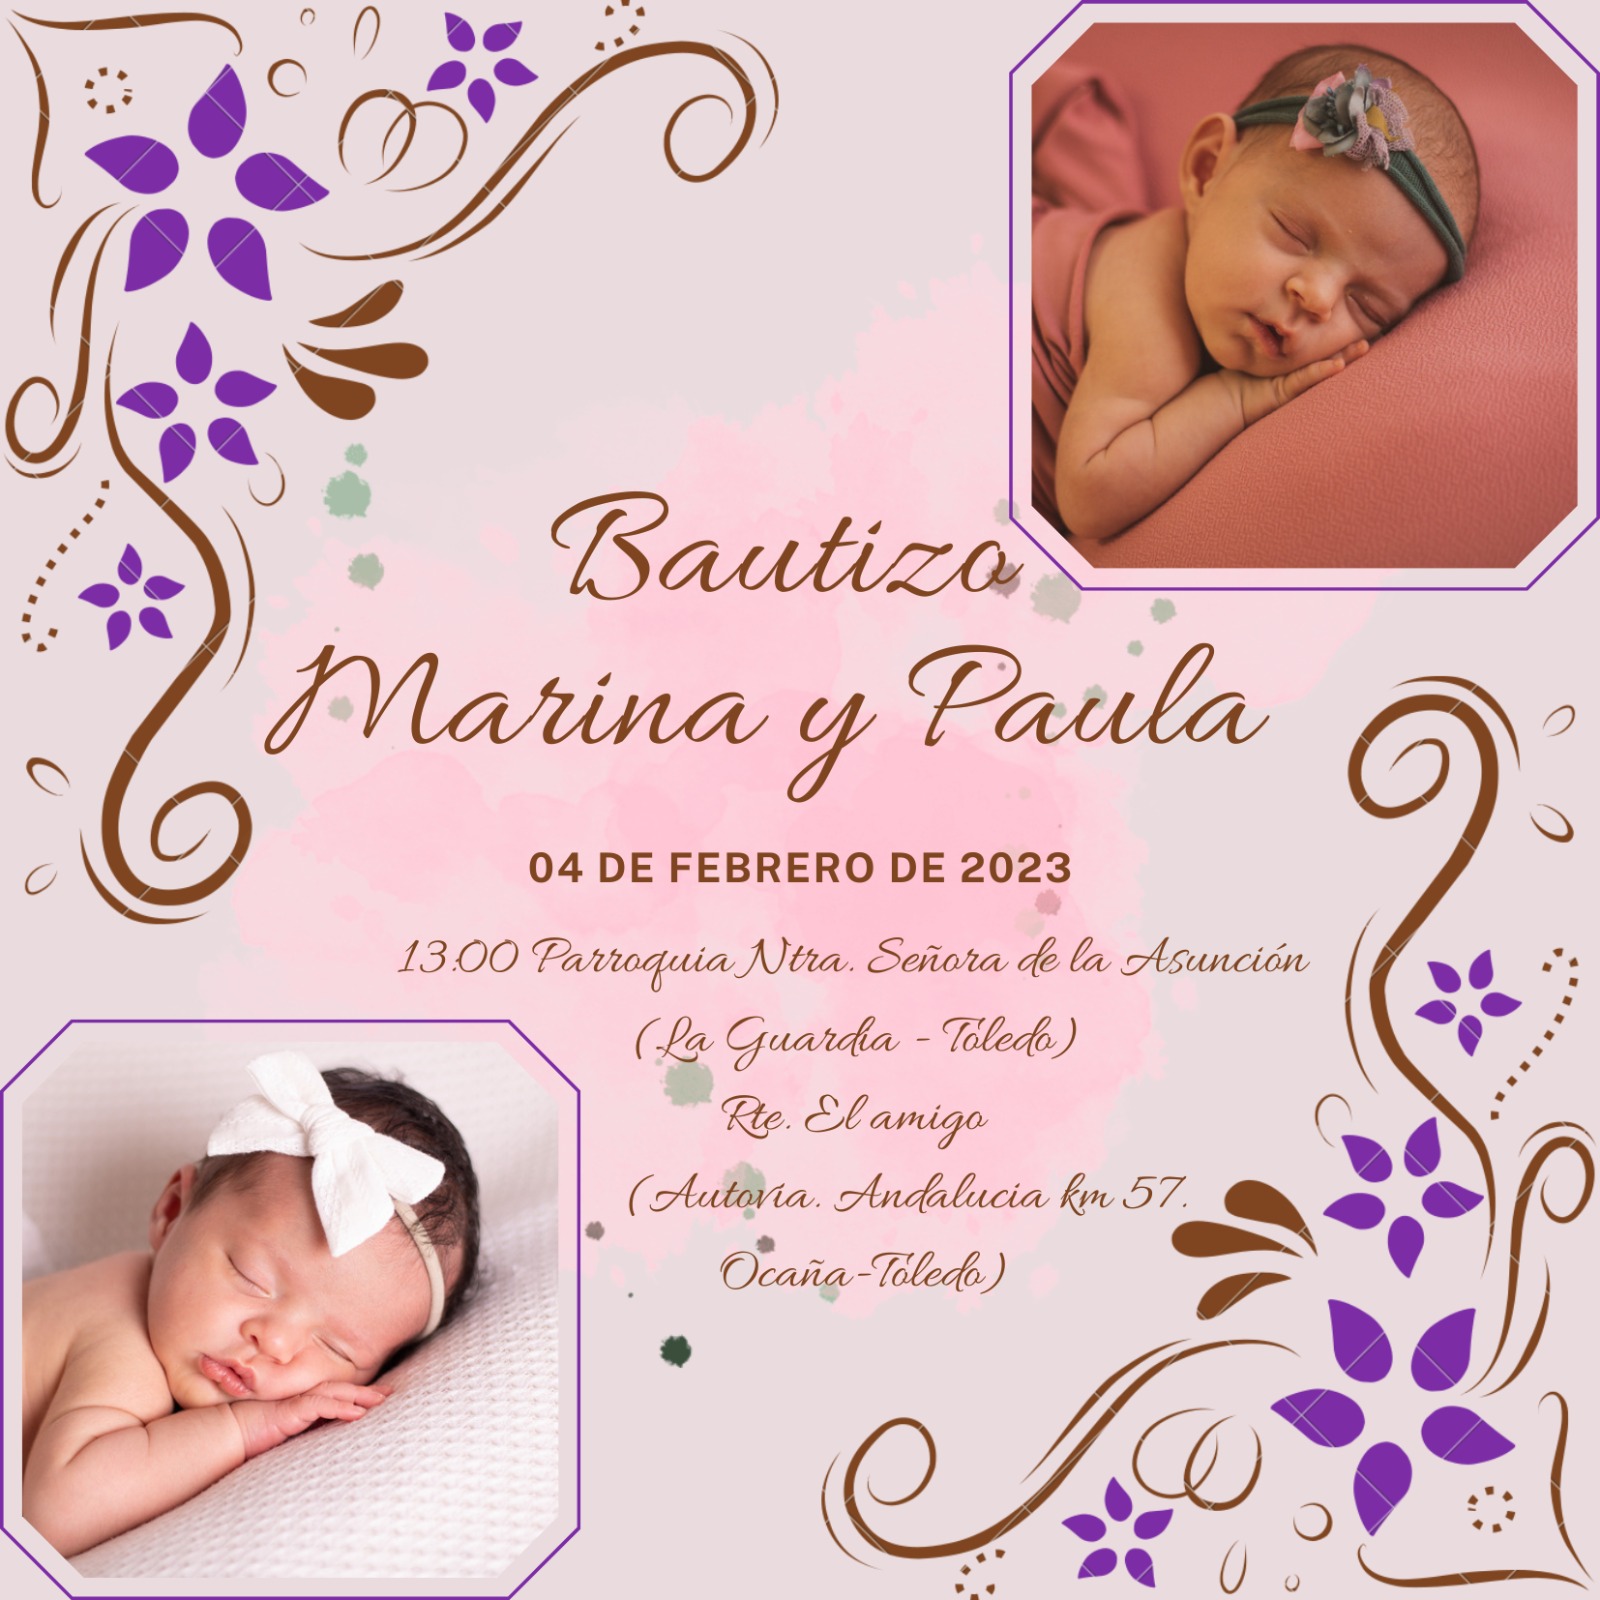 Bautizo
Marina y Paula
04 DE FEBRERO DE 2023
13:00 Parroquia Ntra. Señora de la Asunción
(La Guardia - Toledo)
Rte. El amigo
(Autovía. Andalucia km 57.
Ocaña-Toledo)